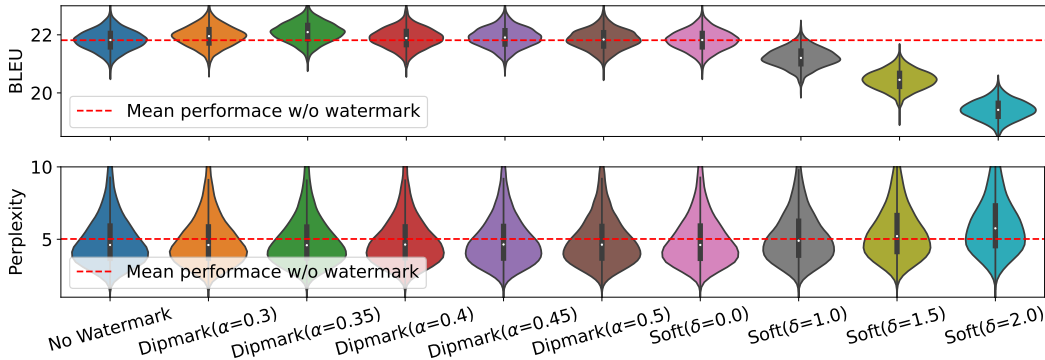 BLEU
22
20
Mean performace w/o watermark
Perplexity
10
5
Mean performace w/o watermark
No Watermark
Dipmark(α=0.3)
Dipmark(α=0.35)
Dipmark(α=0.4)
Dipmark(α=0.45)
Dipmark(α=0.5)
Soft(δ=0.0)
Soft(δ=1.0)
Soft(δ=1.5)
Soft(δ=2.0)